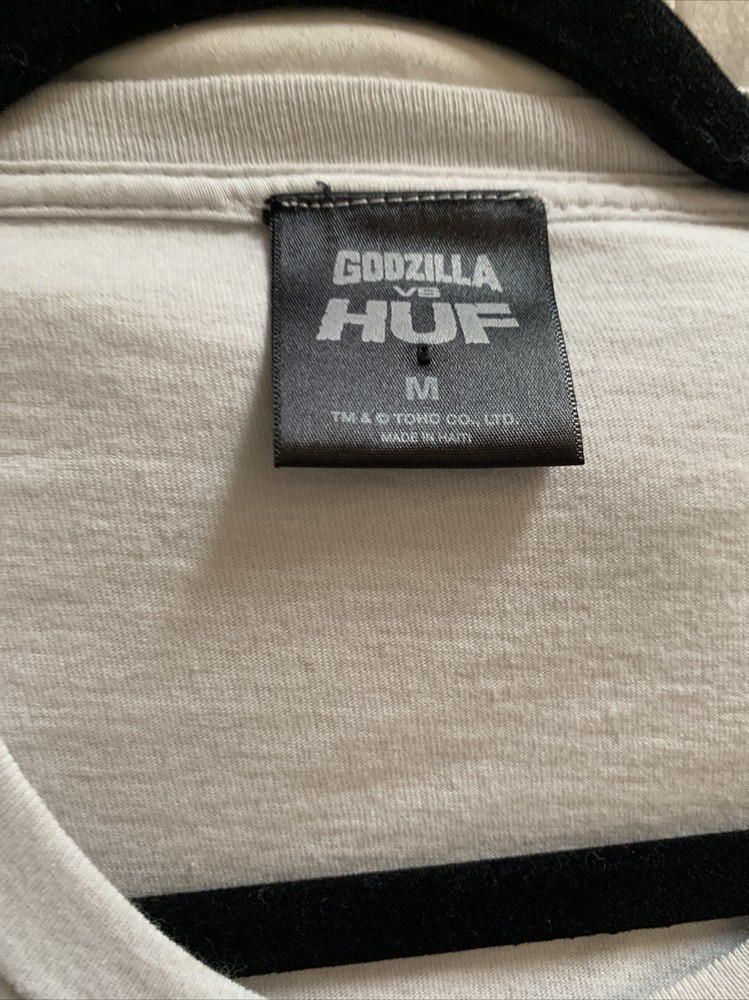 GODZILLA
VS
HUF
M
TM & © TOHO CO., LTD.
MADE IN HAITI